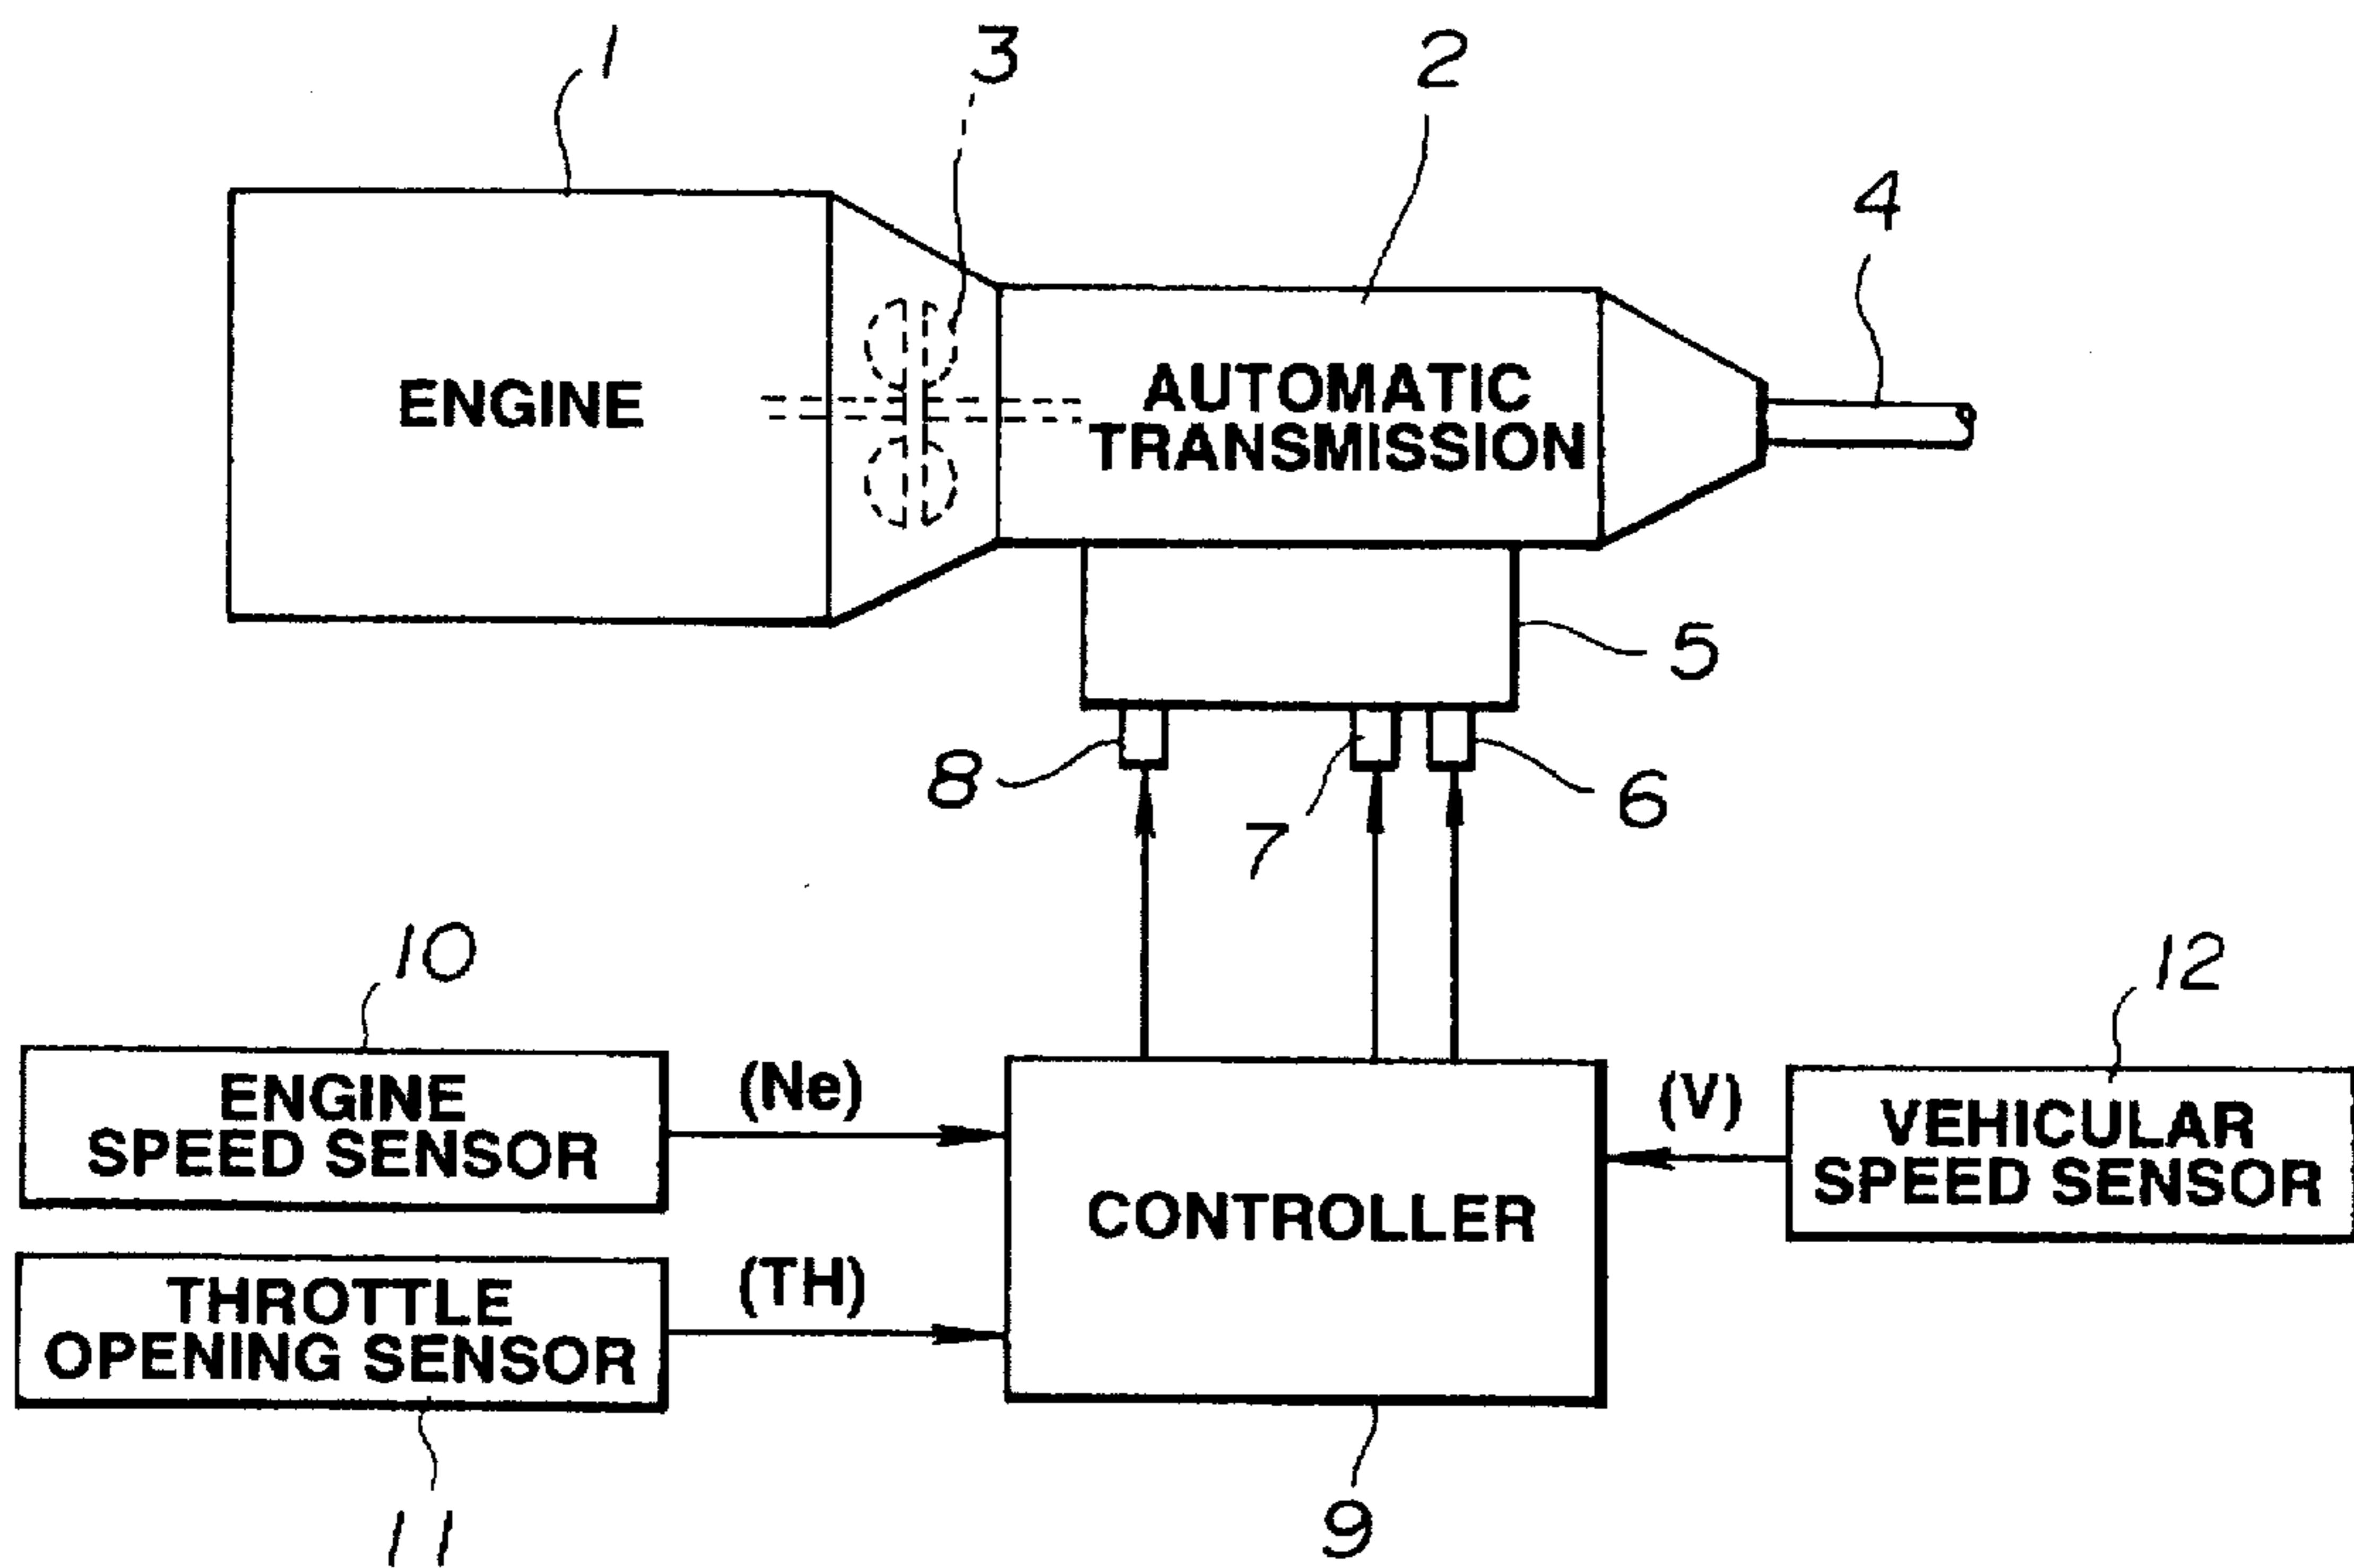 1
3
2
4
ENGINE
AUTOMATIC
TRANSMISSION
5
8
7
6
10
12
ENGINE
SPEED SENSOR
(Ne)
(V)
VEHICULAR
SPEED SENSOR
CONTROLLER
THROTTLE
OPENING SENSOR
(TH)
11
9